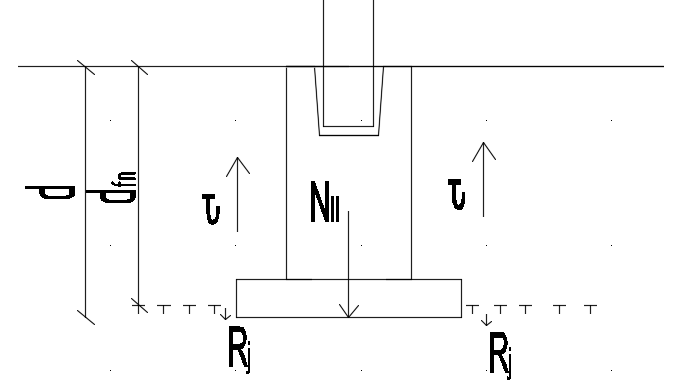 d
dfn
τ
NII
τ
Rj
Rj